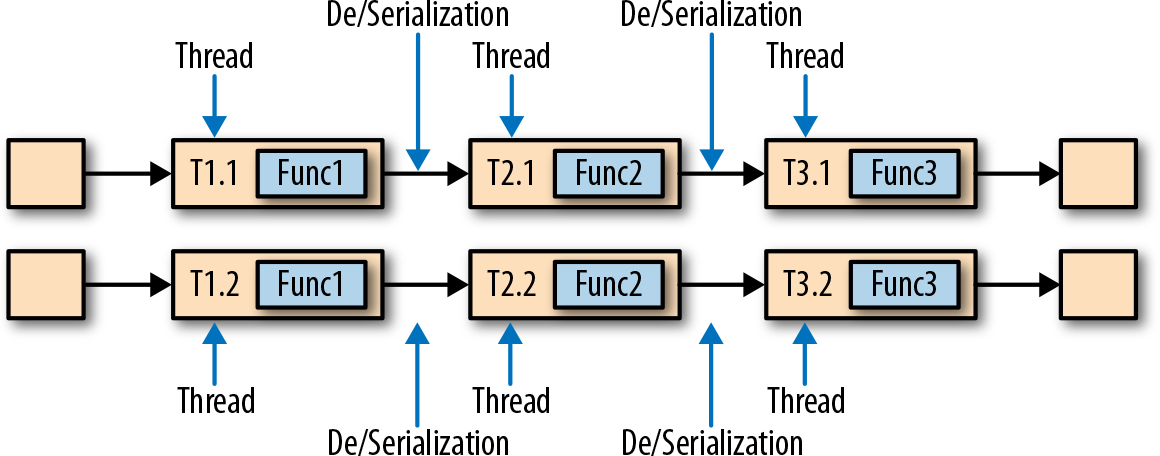 De/Serialization De/Serialization
Thread Thread Thread
T1.1 Func1 T2.1 Func2 T3.1 Func3
T1.2 Func1 T2.2 Func2 T3.2 Func3
Thread Thread Thread
De/Serialization De/Serialization